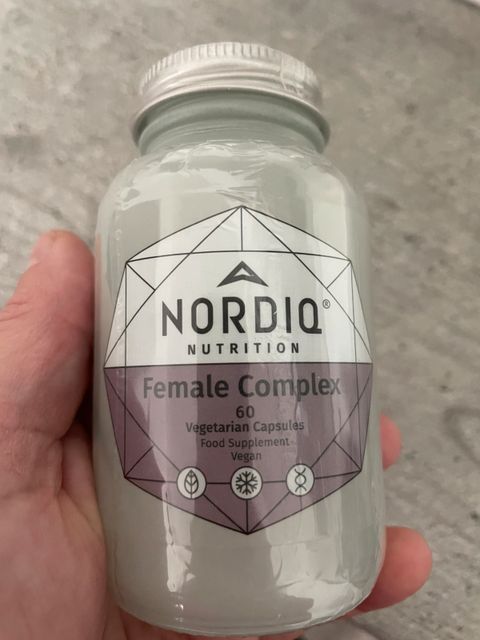 NORDIQ®
NUTRITION
Female Complex
60
Vegetarian Capsules
Food Supplement
Vegan